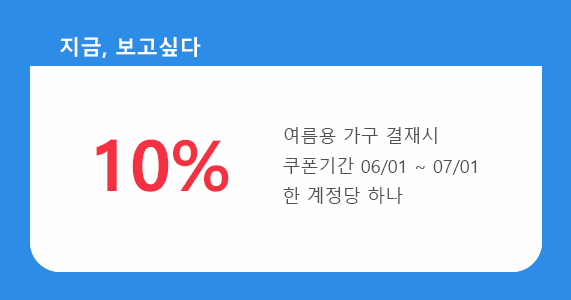 지금, 보고싶다
10%
여름용 가구 결재시
쿠폰기간 06/01 ~ 07/01
한 계정당 하나